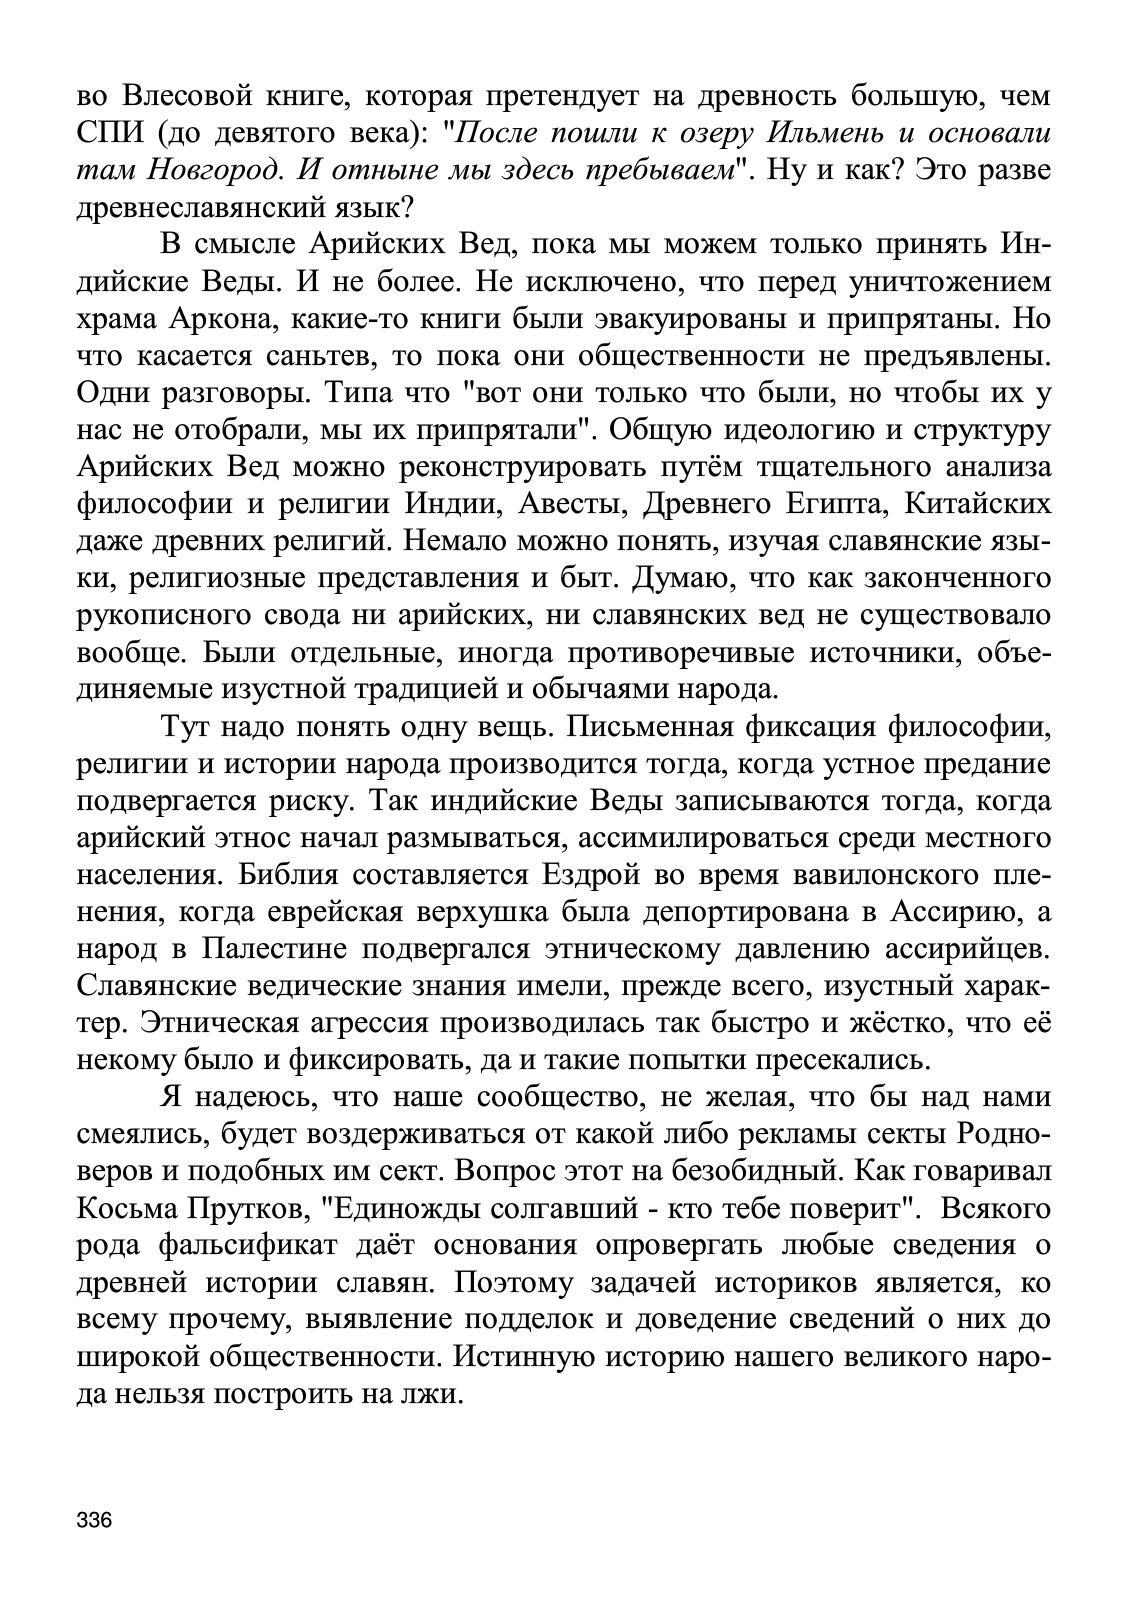 во Влесовой книге, которая претендует на древность большую, чем
СПИ (до девятого века): "После пошли к озеру Ильмень и основали
там Новгород. И отныне мы здесь пребываем". Ну и как? Это разве
древнеславянский язык?
В смысле Арийских Вед, пока мы можем только принять Ин-
дийские Веды. И не более. Не исключено, что перед уничтожением
храма Аркона, какие-то книги были эвакуированы и припрятаны. Но
что касается саньтев, то пока они общественности не предъявлены.
Одни разговоры. Типа что "вот они только что были, но чтобы их у
нас не отобрали, мы их припрятали". Общую идеологию и структуру
Арийских Вед можно реконструировать путём тщательного анализа
философии и религии Индии, Авесты, Древнего Египта, Китайских
даже древних религий. Немало можно понять, изучая славянские язы-
ки, религиозные представления и быт. Думаю, что как законченного
рукописного свода ни арийских, ни славянских вед не существовало
вообще. Были отдельные, иногда противоречивые источники, объе-
диняемые изустной традицией и обычаями народа.
Тут надо понять одну вещь. Письменная фиксация философии,
религии и истории народа производится тогда, когда устное предание
подвергается риску. Так индийские Веды записываются тогда, когда
арийский этнос начал размываться, ассимилироваться среди местного
населения. Библия составляется Ездрой во время вавилонского пле-
нения, когда еврейская верхушка была депортирована в Ассирию, а
народ в Палестине подвергался этническому давлению ассирийцев.
Славянские ведические знания имели, прежде всего, изустный харак-
тер. Этническая агрессия производилась так быстро и жёстко, что её
некому было и фиксировать, да и такие попытки пресекались.
Я надеюсь, что наше сообщество, не желая, что бы над нами
смеялись, будет воздерживаться от какой либо рекламы секты Родно-
веров и подобных им сект. Вопрос этот на безобидный. Как говаривал
Косьма Прутков, "Единожды солгавший - кто тебе поверит".  Всякого
рода фальсификат даёт основания опровергать любые сведения о
древней истории славян. Поэтому задачей историков является, ко
всему прочему, выявление подделок и доведение сведений о них до
широкой общественности. Истинную историю нашего великого наро-
да нельзя построить на лжи.
336